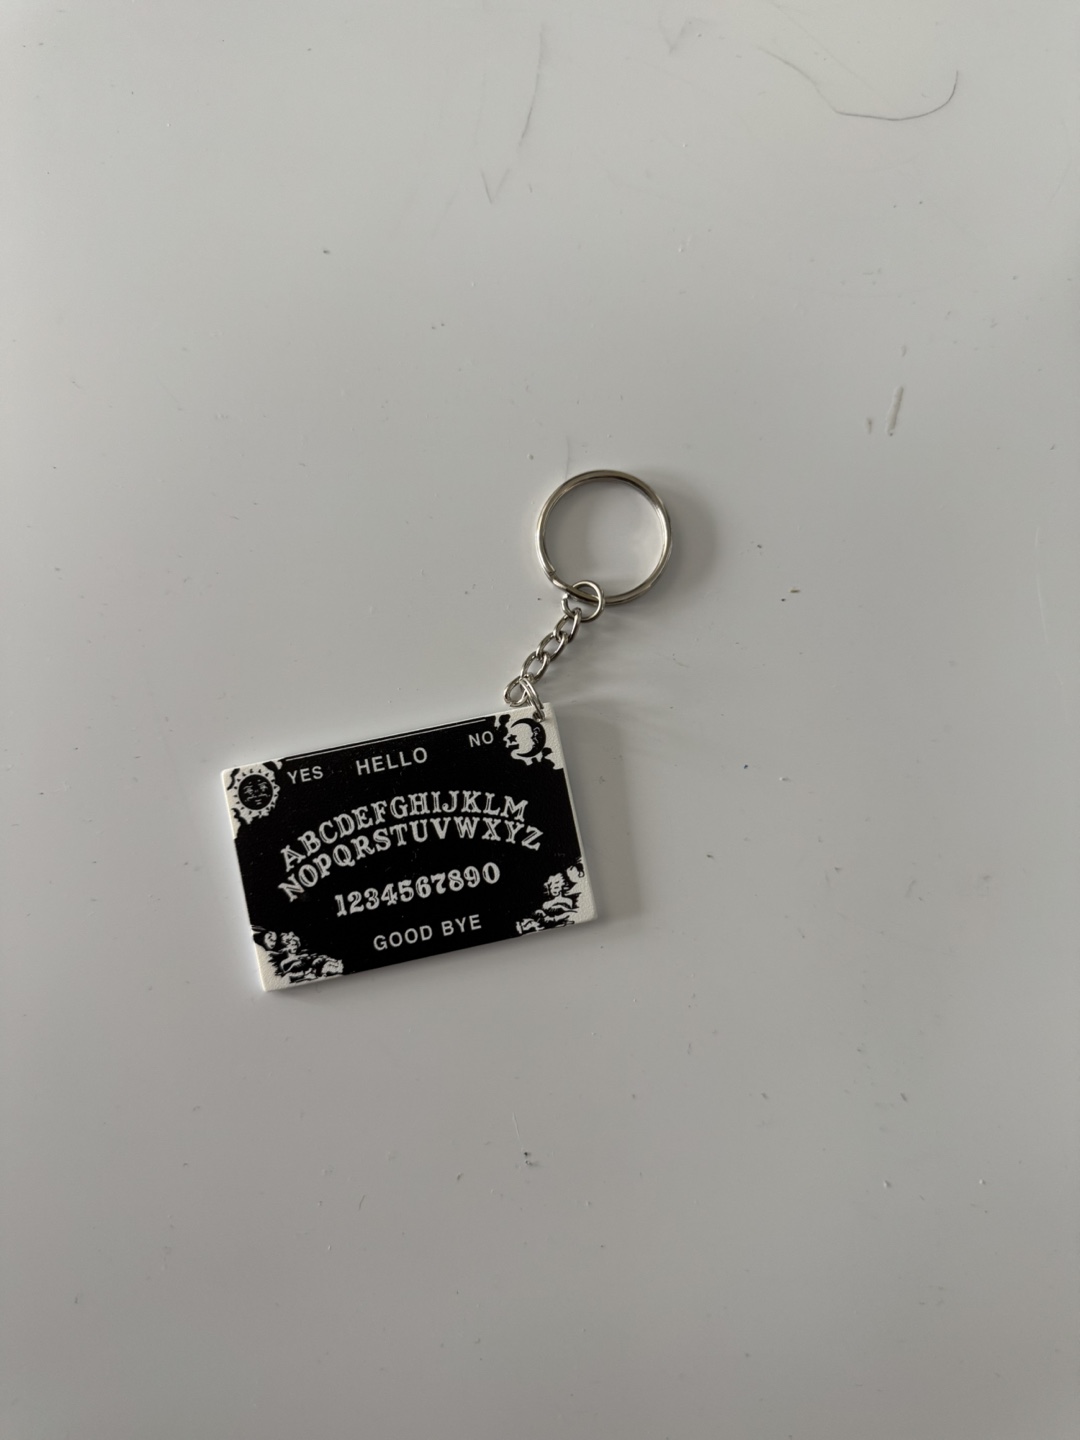 YES HELLO NO
ABCDEFGHIJKLM
NOPQRSTUVWXYZ
1234567890
GOOD BYE